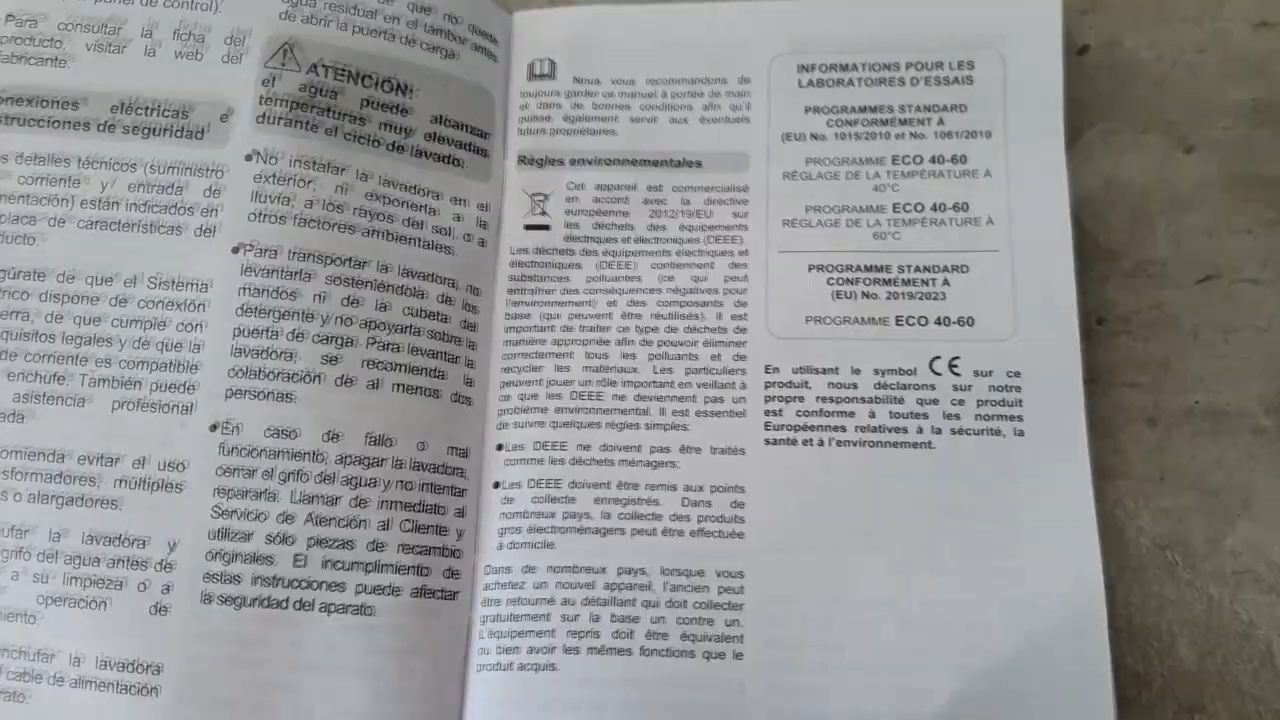 panel de control).
Para consultar la ficha del
producto, visitar la web del
fabricante.
conexiones eléctricas e
strucciones de seguridad
s detalles técnicos (suministro
corriente y entrada de
mentación) están indicados en
placa de características del
ducto.
gúrate de que el Sistema
rico dispone de conexión
erra, de que cumple con
quisitos legales y de que la
de corriente es compatible
enchufe. También puede
asistencia profesional
ada.
omienda evitar el uso
sformadores, múltiples
s o alargadores.
ufar la lavadora y
grifo del agua antes de
a su limpieza o a
operación de
iento.
nchufar la lavadora
l cable de alimentación
rato.
de que no quede
agua residual en el tambor antes
de abrir la puerta de carga.
ATENCIÓN:
el agua puede alcanzar
temperaturas muy elevadas
durante el ciclo de lavado.
●No instalar la lavadora en el
exterior, ni exponerla a la
lluvia, a los rayos del sol, o a
otros factores ambientales.
●Para transportar la lavadora, no
levantarla sosteniéndola de los
mandos ni de la cubeta del
detergente y no apoyarla sobre la
puerta de carga. Para levantar la
lavadora, se recomienda la
colaboración de al menos dos
personas.
●En caso de fallo o mal
funcionamiento, apagar la lavadora,
cerrar el grifo del agua y no intentar
repararla. Llamar de inmediato al
Servicio de Atención al Cliente y
utilizar sólo piezas de recambio
originales. El incumplimiento de
estas instrucciones puede afectar
la seguridad del aparato.
Nous vous recommandons de
toujours garder ce manuel à portée de main
et dans de bonnes conditions afin qu'il
puisse également servir aux éventuels
futurs propriétaires.
Règles environnementales
Cet appareil est commercialisé
en accord avec la directive
européenne 2012/19/EU sur
les déchets des équipements
électriques et électroniques (DEEE).
Les déchets des équipements électriques et
électroniques (DEEE) contiennent des
substances polluantes (ce qui peut
entraîner des conséquences négatives pour
l'environnement) et des composants de
base (qui peuvent être réutilisés). Il est
important de traiter ce type de déchets de
manière appropriée afin de pouvoir éliminer
correctement tous les polluants et de
recycler les matériaux. Les particuliers
peuvent jouer un rôle important en veillant à
ce que les DEEE ne deviennent pas un
problème environnemental. Il est essentiel
de suivre quelques règles simples:
●Les DEEE ne doivent pas être traités
comme les déchets ménagers;
●Les DEEE doivent être remis aux points
de collecte enregistrés. Dans de
nombreux pays, la collecte des produits
gros électroménagers peut être effectuée
à domicile.
Dans de nombreux pays, lorsque vous
achetiez un nouvel appareil, l'ancien peut
être retourné au détaillant qui doit collecter
gratuitement sur la base un contre un.
L'équipement repris doit être équivalent
ou bien avoir les mêmes fonctions que le
produit acquis.
INFORMATIONS POUR LES
LABORATOIRES D'ESSAIS
PROGRAMMES STANDARD
CONFORMÉMENT À
(EU) No. 1015/2010 et No. 1061/2010
PROGRAMME ECO 40-60
RÉGLAGE DE LA TEMPÉRATURE À
40°C
PROGRAMME ECO 40-60
RÉGLAGE DE LA TEMPÉRATURE À
60°C
PROGRAMME STANDARD
CONFORMÉMENT À
(EU) No. 2019/2023
PROGRAMME ECO 40-60
En utilisant le symbol CE sur ce
produit, nous déclarons sur notre
propre responsabilité que ce produit
est conforme à toutes les normes
Européennes relatives à la sécurité, la
santé et à l'environnement.